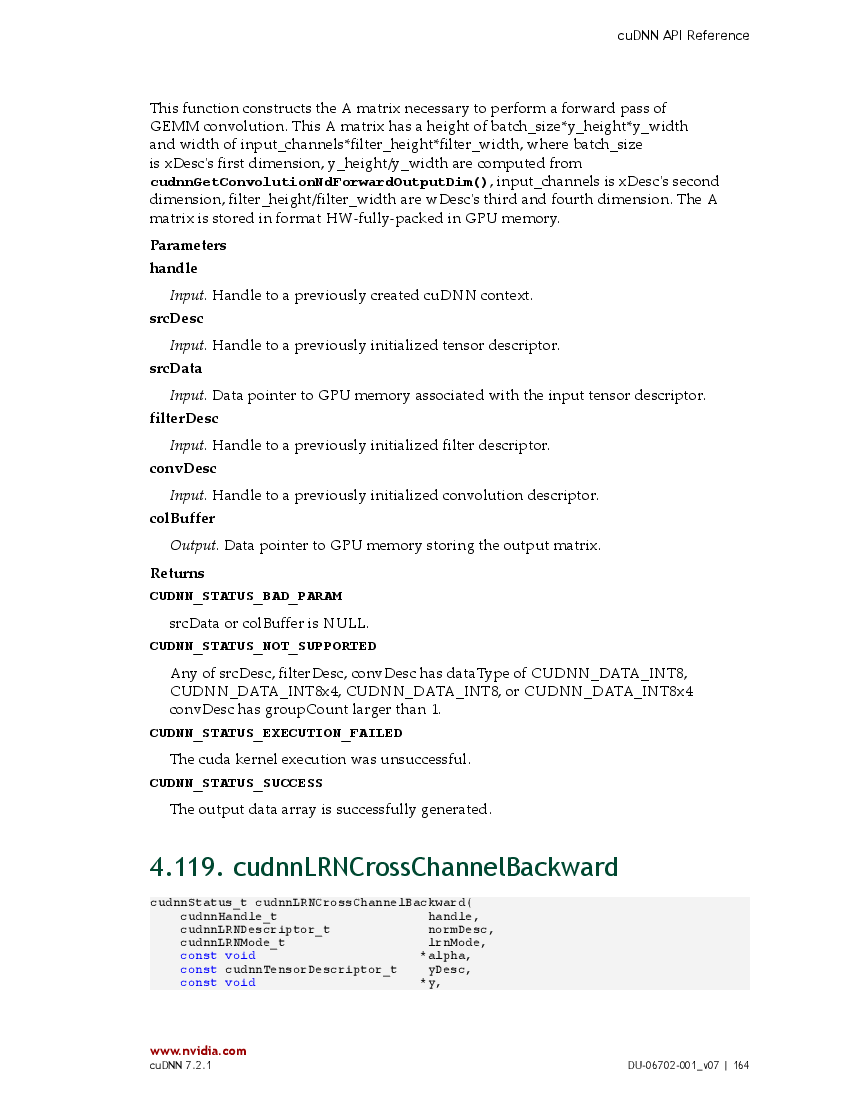 cuDNN API Reference
This function constructs the A matrix necessary to perform a forward pass of
GEMM convolution. This A matrix has a height of batch_size*y_height*y_width
and width of input_channels*filter_height*filter_width, where batch_size
is xDesc's first dimension, y_height/y_width are computed from
cudnnGetConvolutionNdForwardOutputDim(), input_channels is xDesc's second
dimension, filter_height/filter_width are wDesc's third and fourth dimension. The A
matrix is stored in format HW-fully-packed in GPU memory.
Parameters
handle
Input. Handle to a previously created cuDNN context.
srcDesc
Input. Handle to a previously initialized tensor descriptor.
srcData
Input. Data pointer to GPU memory associated with the input tensor descriptor.
filterDesc
Input. Handle to a previously initialized filter descriptor.
convDesc
Input. Handle to a previously initialized convolution descriptor.
colBuffer
Output. Data pointer to GPU memory storing the output matrix.
Returns
CUDNN_STATUS_BAD_PARAM
srcData or colBuffer is NULL.
CUDNN_STATUS_NOT_SUPPORTED
Any of srcDesc, filterDesc, convDesc has dataType of CUDNN_DATA_INT8,
CUDNN_DATA_INT8x4, CUDNN_DATA_INT8, or CUDNN_DATA_INT8x4
convDesc has groupCount larger than 1.
CUDNN_STATUS_EXECUTION_FAILED
The cuda kernel execution was unsuccessful.
CUDNN_STATUS_SUCCESS
The output data array is successfully generated.
4.119. cudnnLRNCrossChannelBackward
cudnnStatus_t cudnnLRNCrossChannelBackward(
cudnnHandle_t handle,
cudnnLRNDescriptor_t normDesc,
cudnnLRNMode_t lrnMode,
const void *alpha,
const cudnnTensorDescriptor_t yDesc,
const void *y,
www.nvidia.com
cuDNN 7.2.1 DU-06702-001_v07 | 164